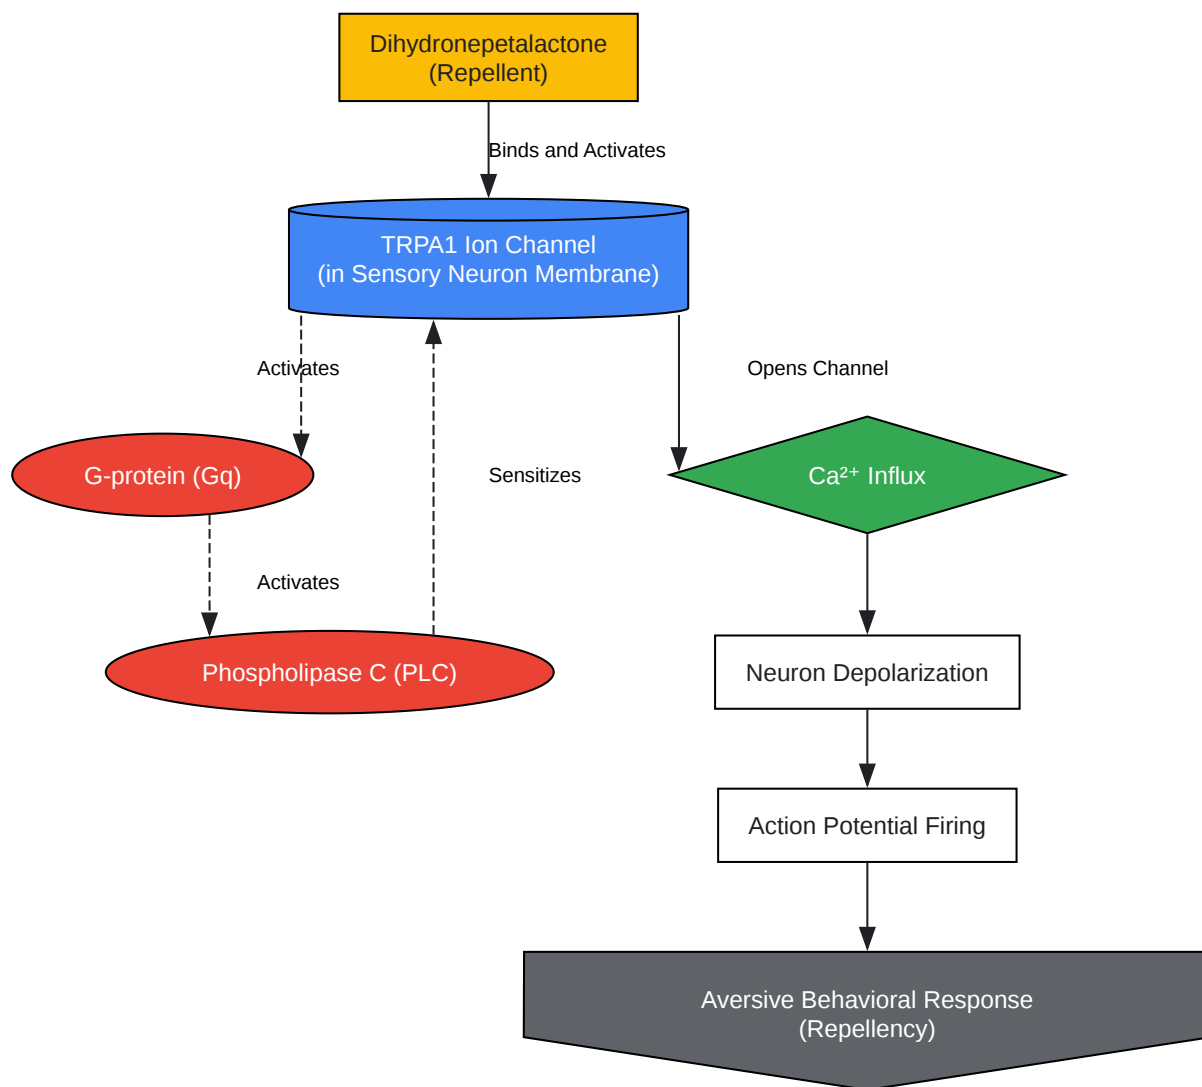 Dihydronepetalactone
(Repellent)
Binds and Activates
TRPA1 Ion Channel
(in Sensory Neuron Membrane)
Activates
Opens Channel
G-protein (Gq)
Sensitizes
Ca²⁺ Influx
Activates
Phospholipase C (PLC)
Neuron Depolarization
Action Potential Firing
Aversive Behavioral Response
(Repellency)